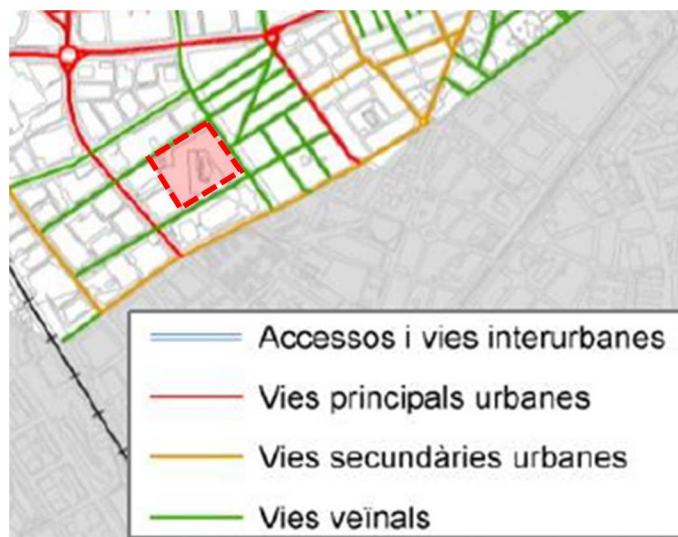 Accessos i vies interurbanes
Vies principals urbanes
Vies secundàries urbanes
Vies veïnals